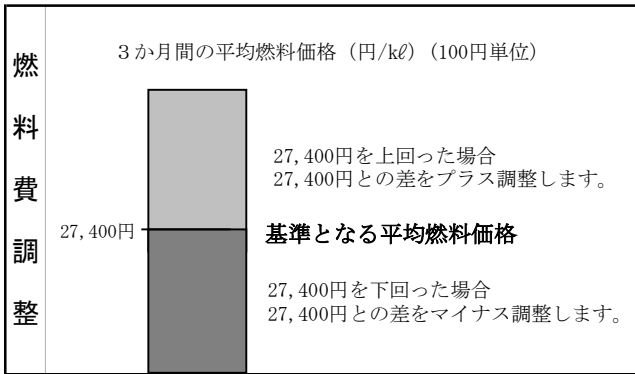 燃料費調整
３か月間の平均燃料価格（円/kℓ）（100円単位）
27,400円を上回った場合
27,400円との差をプラス調整します。
27,400円
基準となる平均燃料価格
27,400円を下回った場合
27,400円との差をマイナス調整します。